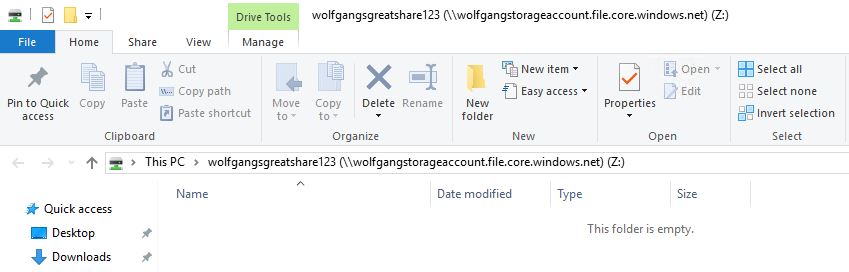 Drive Tools
wolfgangsgreatshare123 (\\wolfgangstorageaccount.file.core.windows.net) (Z:)
File Home Share View Manage
Pin to Quick access
Copy
Paste
Cut
Copy path
Paste shortcut
Clipboard
Move to
Copy to
Delete
Rename
Organize
New folder
New item
Easy access
New
Properties
Open
Edit
Open
Select all
Select none
Invert selection
Select
This PC > wolfgangsgreatshare123 (\\wolfgangstorageaccount.file.core.windows.net) (Z:)
Name Date modified Type Size
Quick access
Desktop
Downloads
This folder is empty.